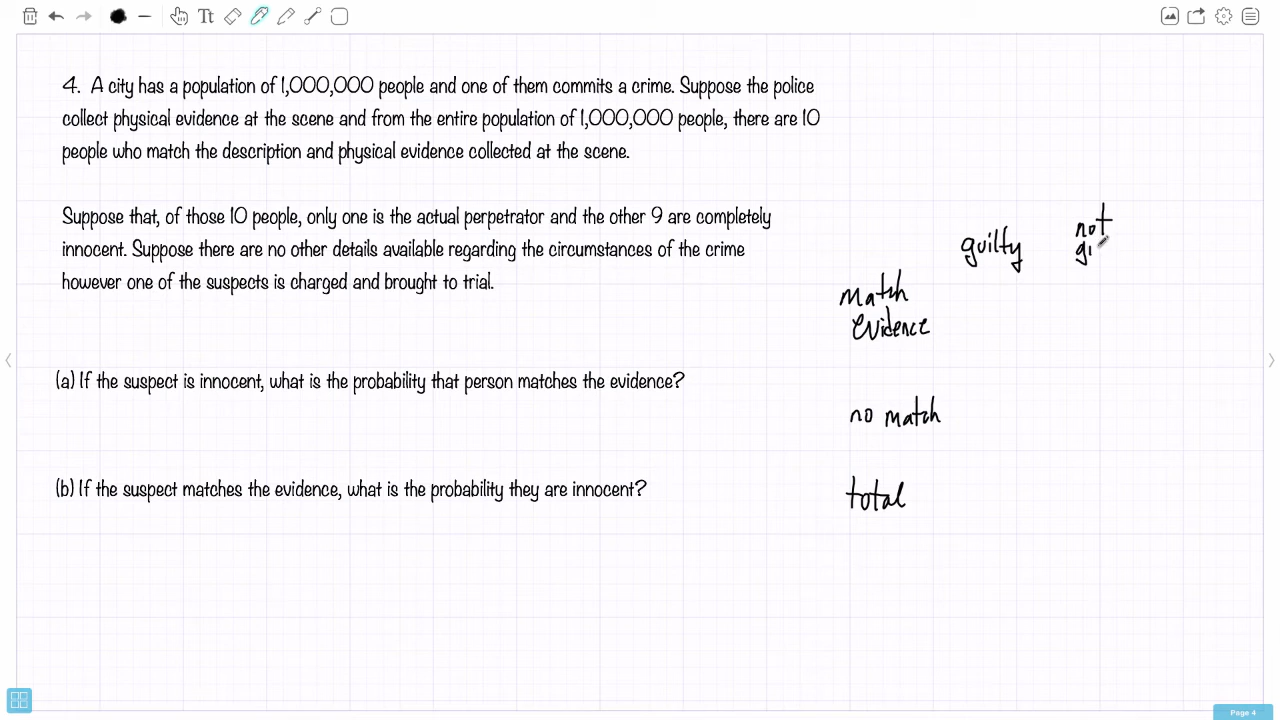 Tt
4. A city has a population of 1,000,000 people and one of them commits a crime. Suppose the police
collect physical evidence at the scene and from the entire population of 1,000,000 people, there are 10
people who match the description and physical evidence collected at the scene.
Suppose that, of those 10 people, only one is the actual perpetrator and the other 9 are completely
innocent. Suppose there are no other details available regarding the circumstances of the crime
however one of the suspects is charged and brought to trial.
guilty
not
match
evidence
(a) If the suspect is innocent, what is the probability that person matches the evidence?
no match
(b) If the suspect matches the evidence, what is the probability they are innocent?
total
Page 4